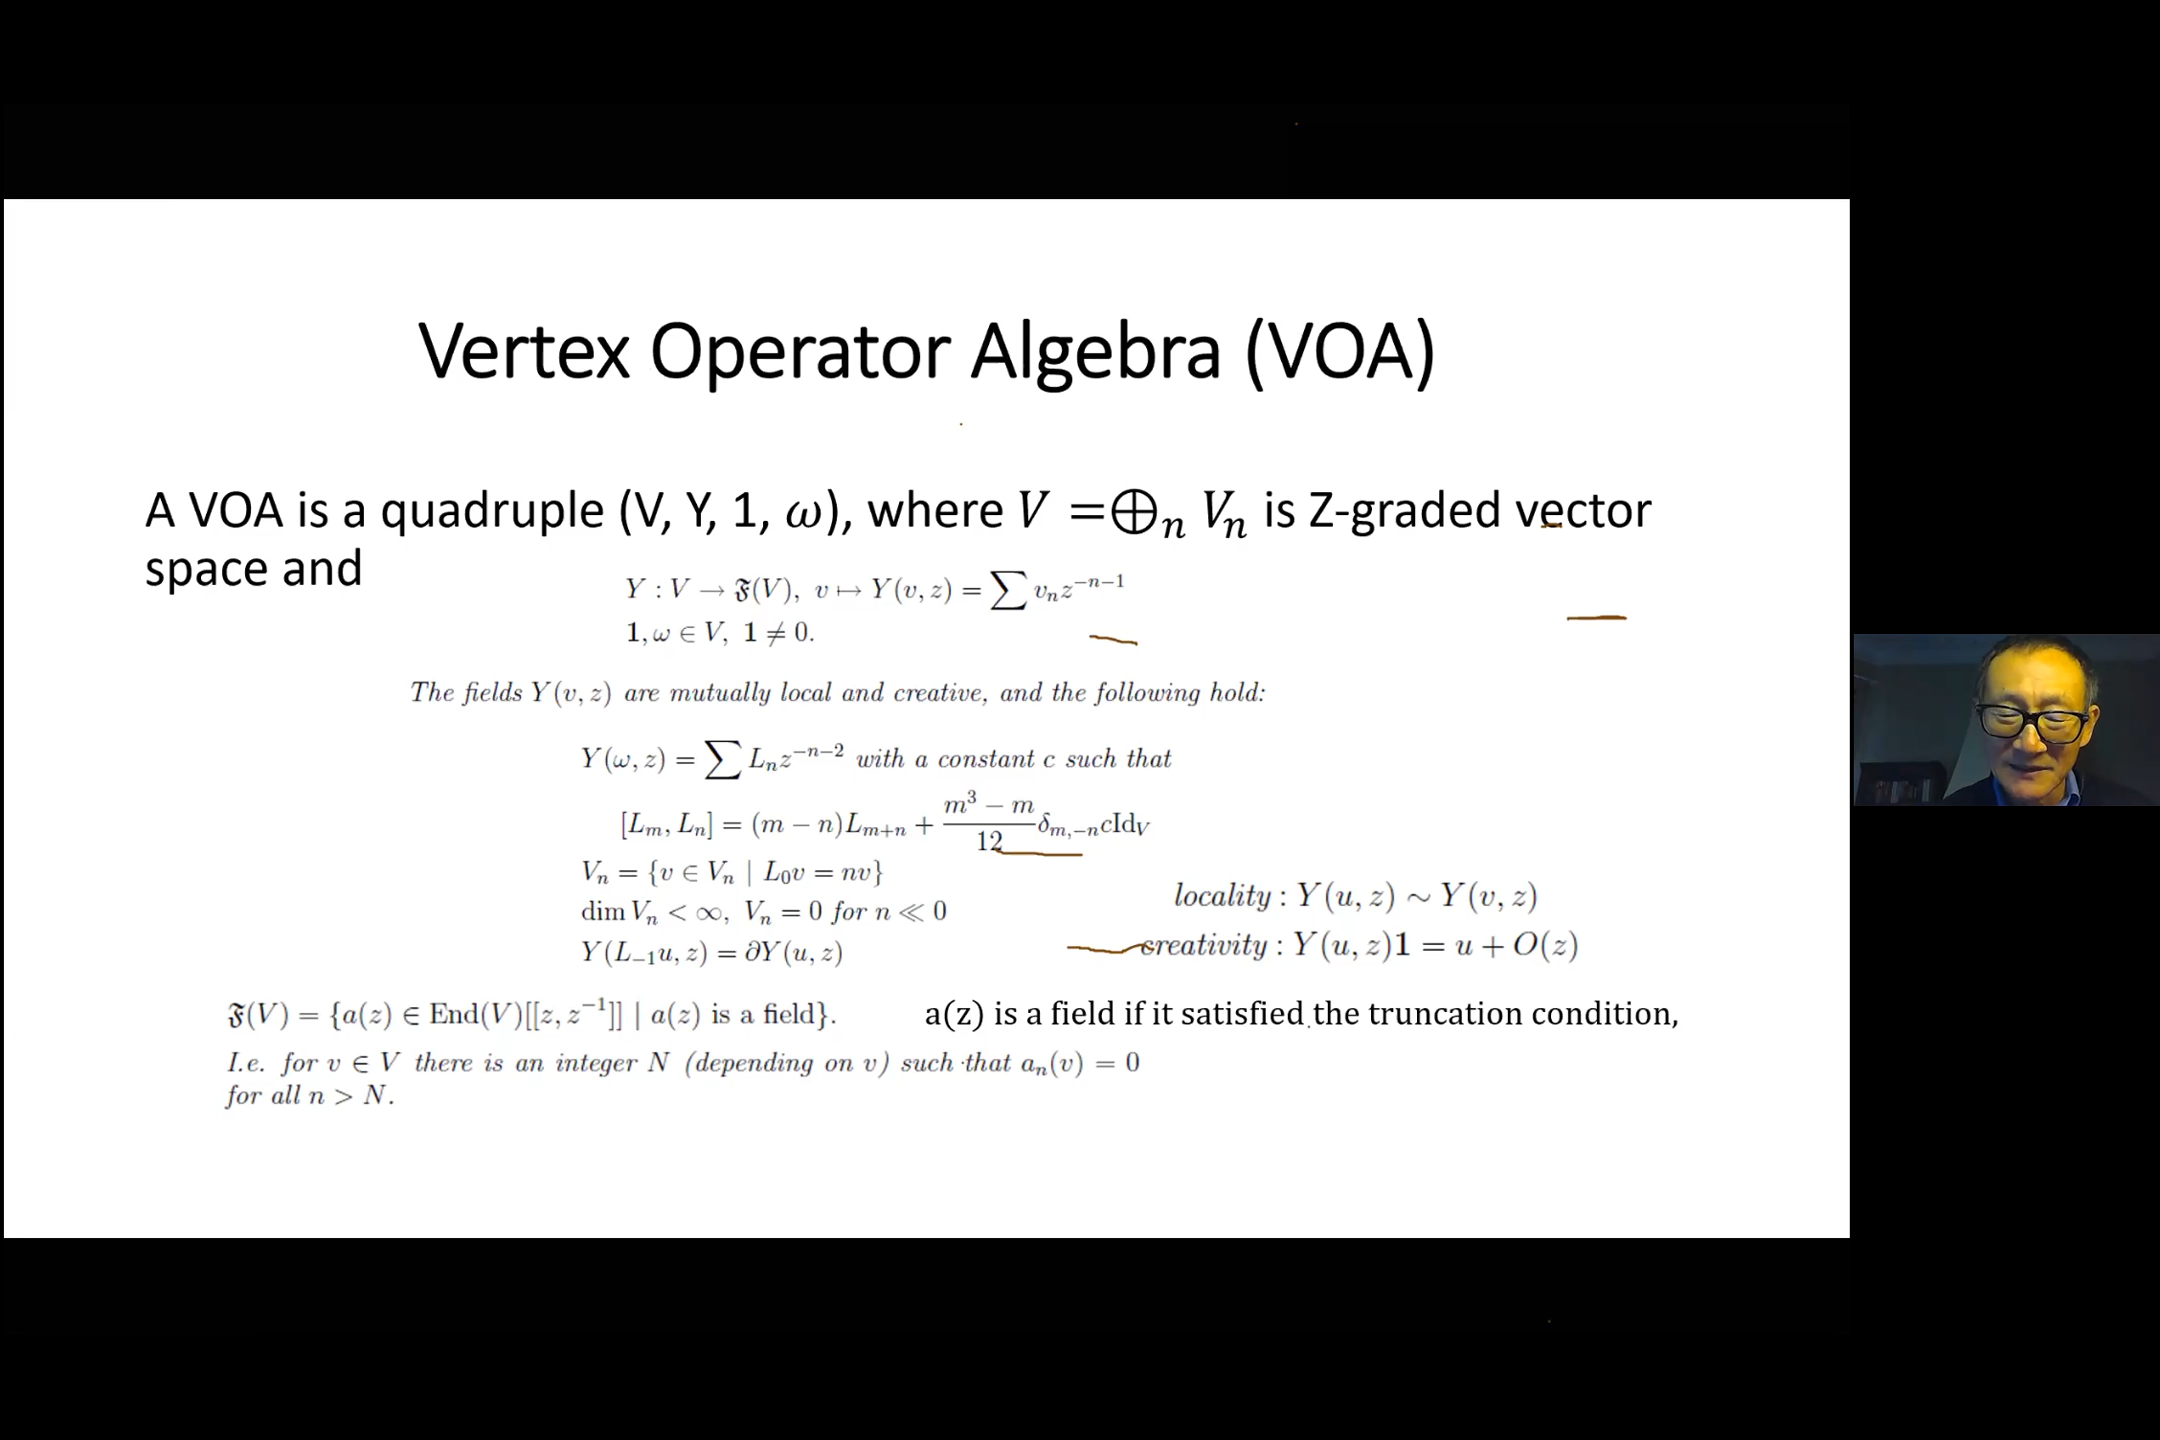 Vertex Operator Algebra (VOA)
A VOA is a quadruple (V, Y, 1, ω), where V =⊕ₙ Vₙ is Z-graded vector
space and
Y : V → 𝔉(V), v ↦ Y(v, z) = ∑ vₙz⁻ⁿ⁻¹
1, ω ∈ V, 1 ≠ 0.
The fields Y(v, z) are mutually local and creative, and the following hold:
Y(ω, z) = ∑ Lₙz⁻ⁿ⁻² with a constant c such that
[Lₘ, Lₙ] = (m − n)Lₘ₊ₙ + \frac{m³ − m}{12} δ_{m,−n}cId_V
Vₙ = {v ∈ Vₙ | L₀v = nv}
dim Vₙ < ∞, Vₙ = 0 for n ≪ 0
Y(L₋₁u, z) = ∂Y(u, z)
locality : Y(u, z) ∼ Y(v, z)
creativity : Y(u, z)1 = u + O(z)
𝔉(V) = {a(z) ∈ End(V)[[z, z⁻¹]] | a(z) is a field}. a(z) is a field if it satisfied the truncation condition,
I.e. for v ∈ V there is an integer N (depending on v) such that aₙ(v) = 0
for all n > N.